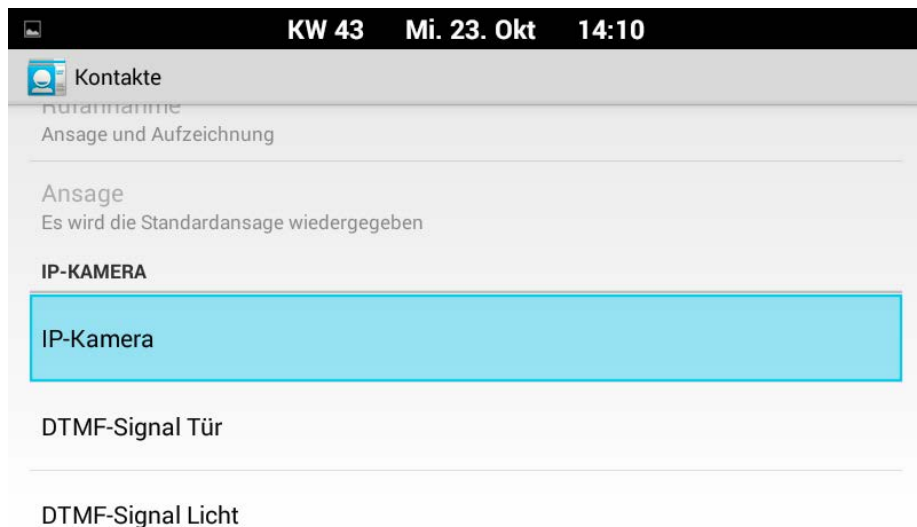 KW 43 Mi. 23. Okt 14:10
Kontakte
Rufannahme
Ansage und Aufzeichnung
Ansage
Es wird die Standardansage wiedergegeben
IP-KAMERA
IP-Kamera
DTMF-Signal Tür
DTMF-Signal Licht